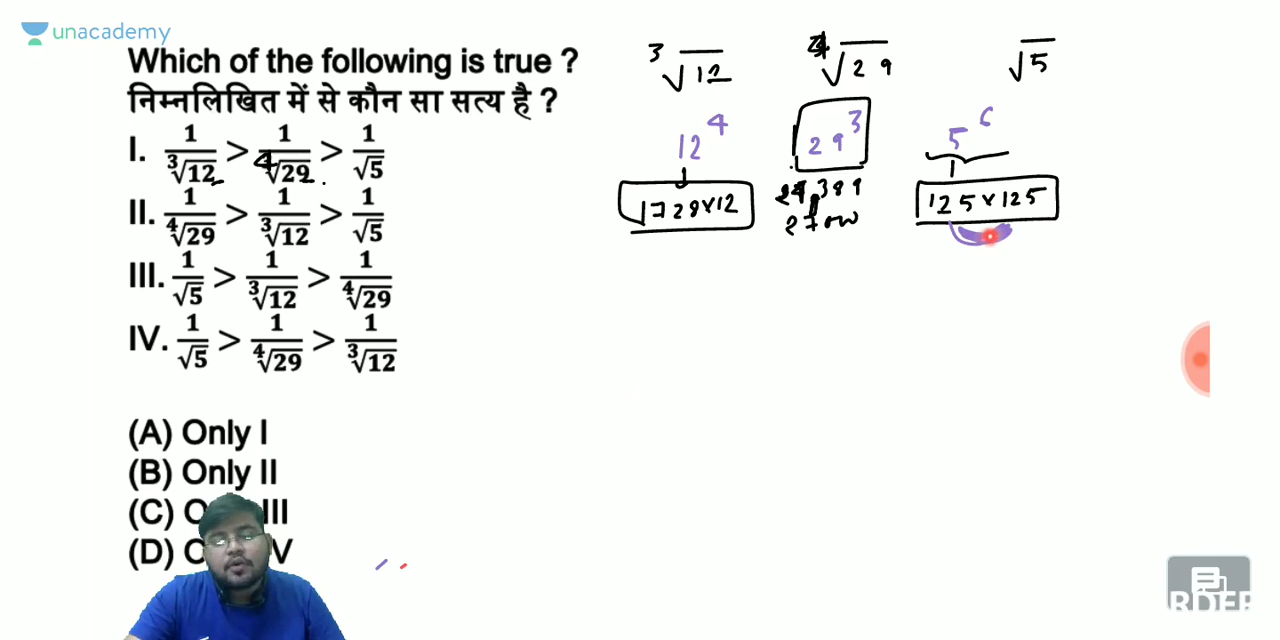 unacademy
Which of the following is true ?
निम्नलिखित में से कौन सा सत्य है ?
I. 1/∛12 > 1/∜29 > 1/√5
II. 1/∜29 > 1/∛12 > 1/√5
III. 1/√5 > 1/∛12 > 1/∜29
IV. 1/√5 > 1/∜29 > 1/∛12
(A) Only I
(B) Only II
(C) O III
(D) O V
∛12 ∜29 √5
12⁴ 29³ 5⁶
1728×12 24,389 125×125